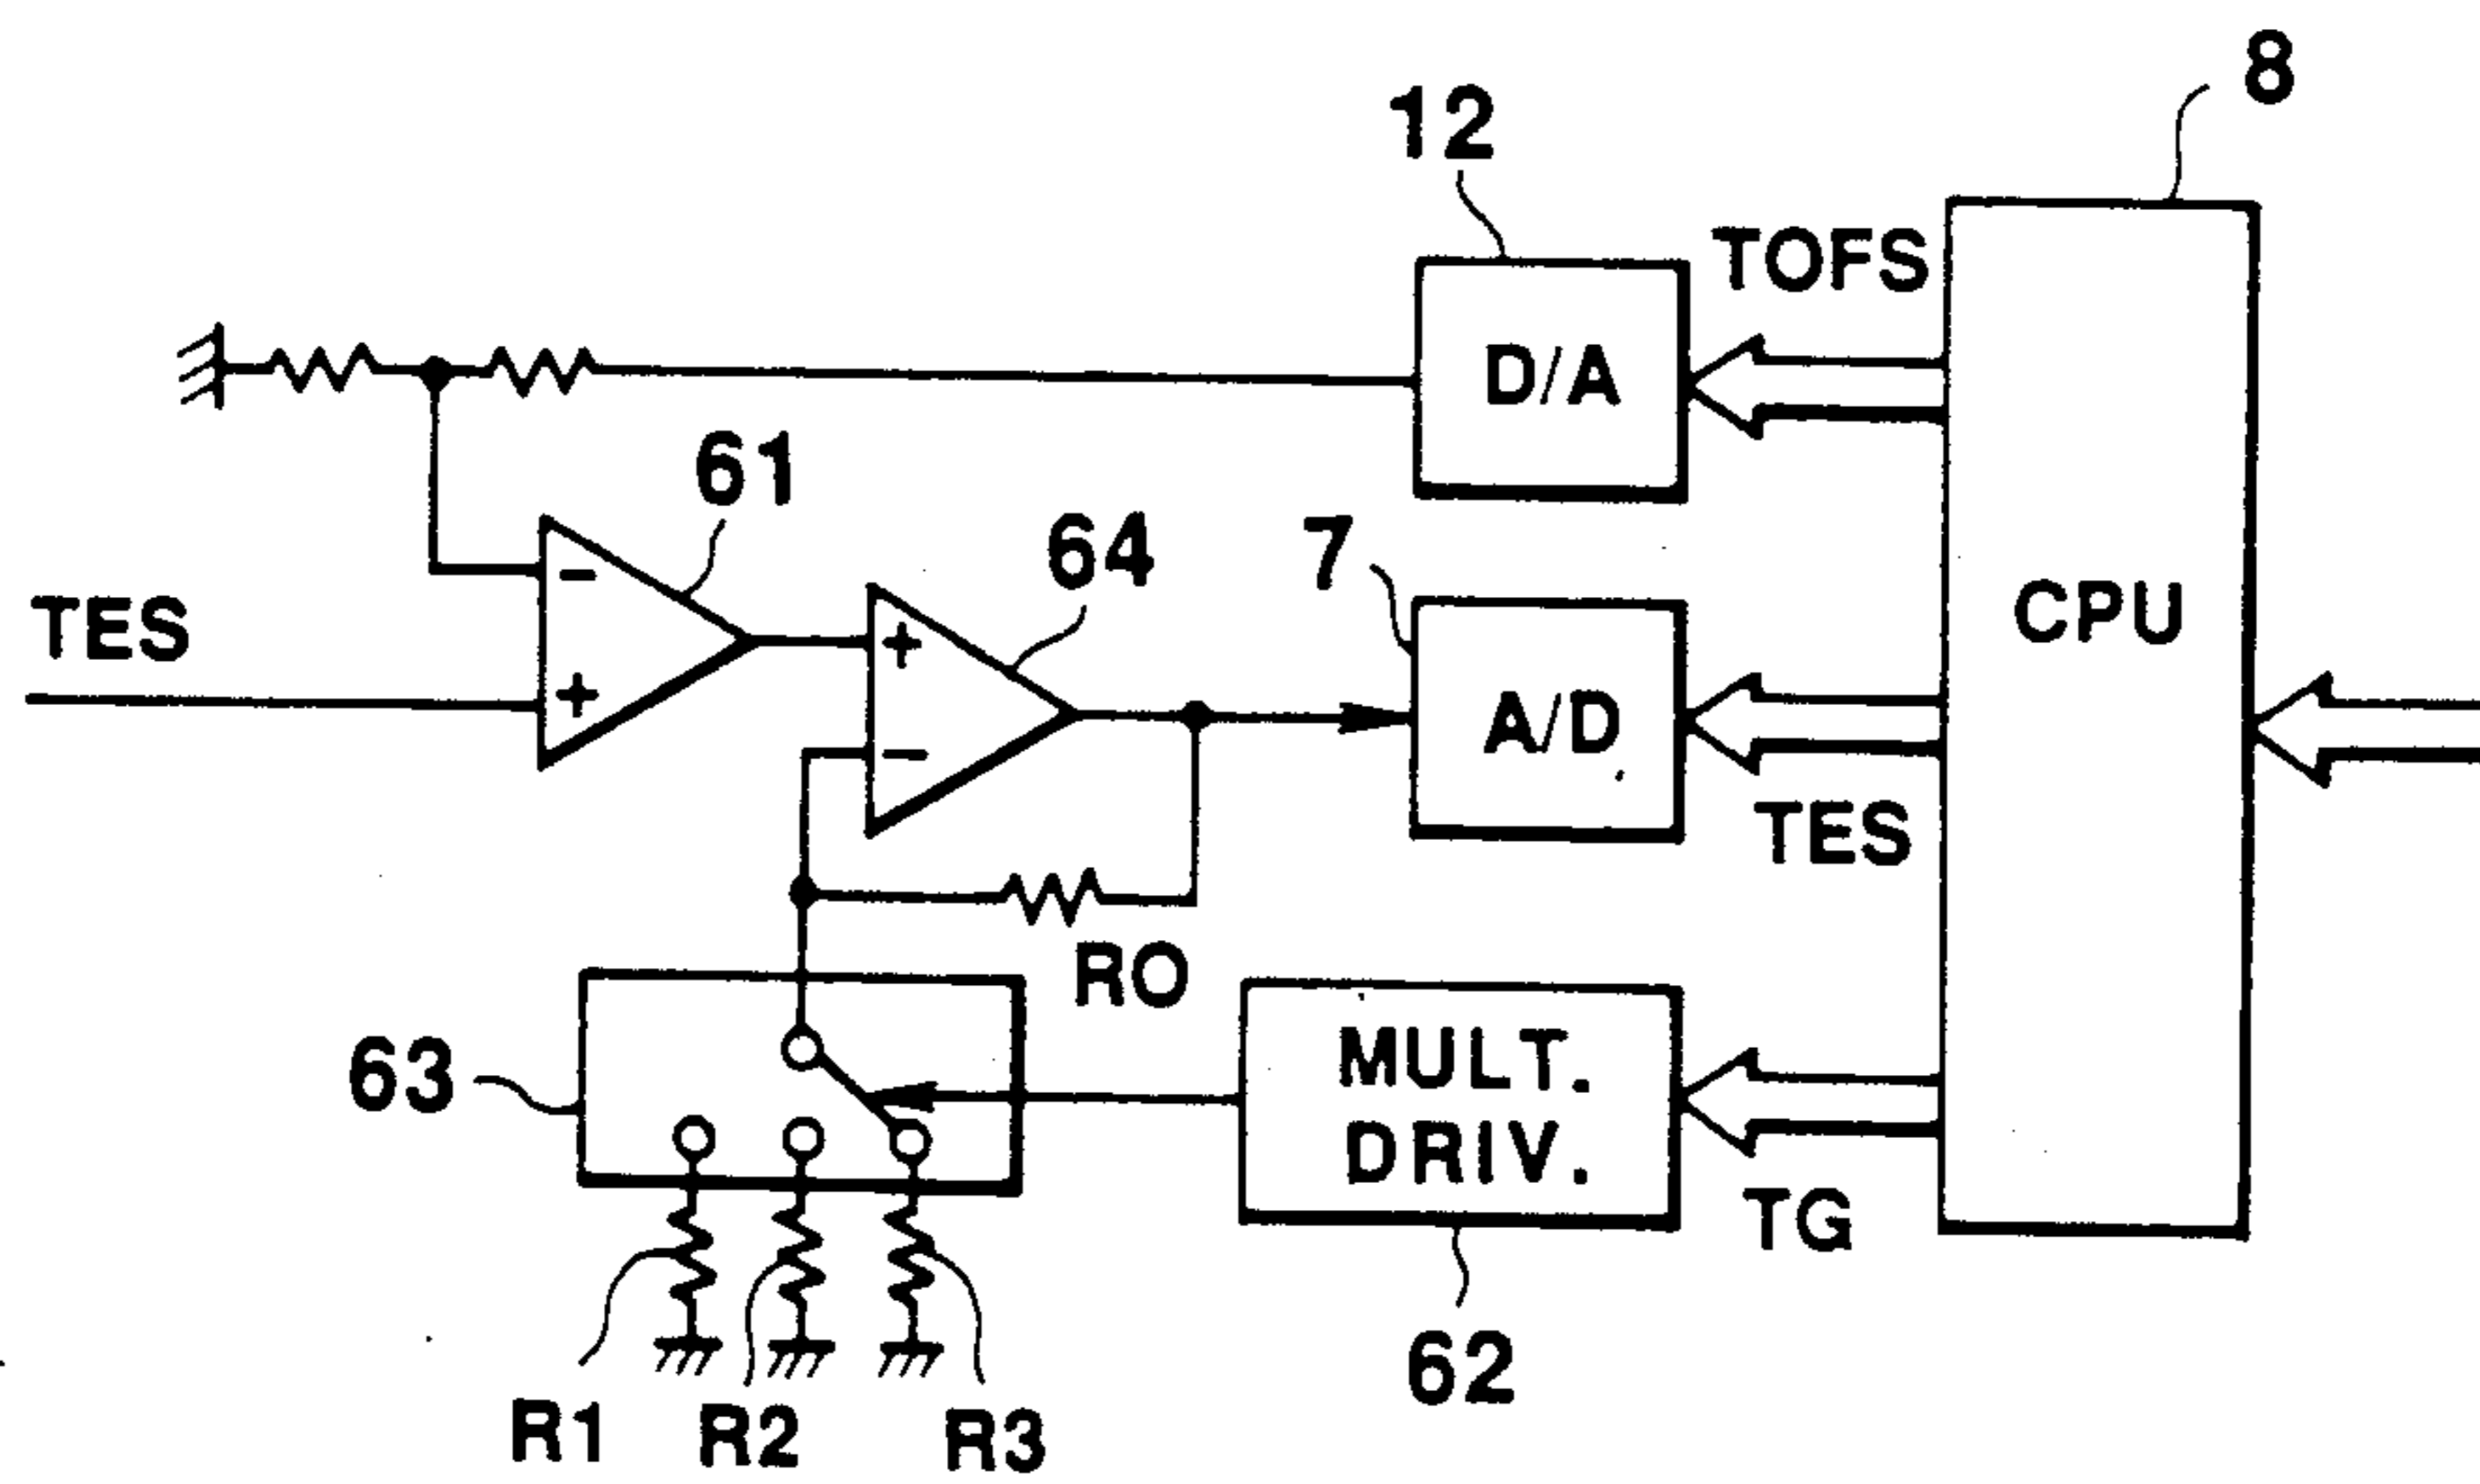 8
12
TOFS
D/A
61
64
7
TES
CPU
A/D
TES
RO
63
MULT.
DRIV.
TG
62
R1
R2
R3
-
+
+
-